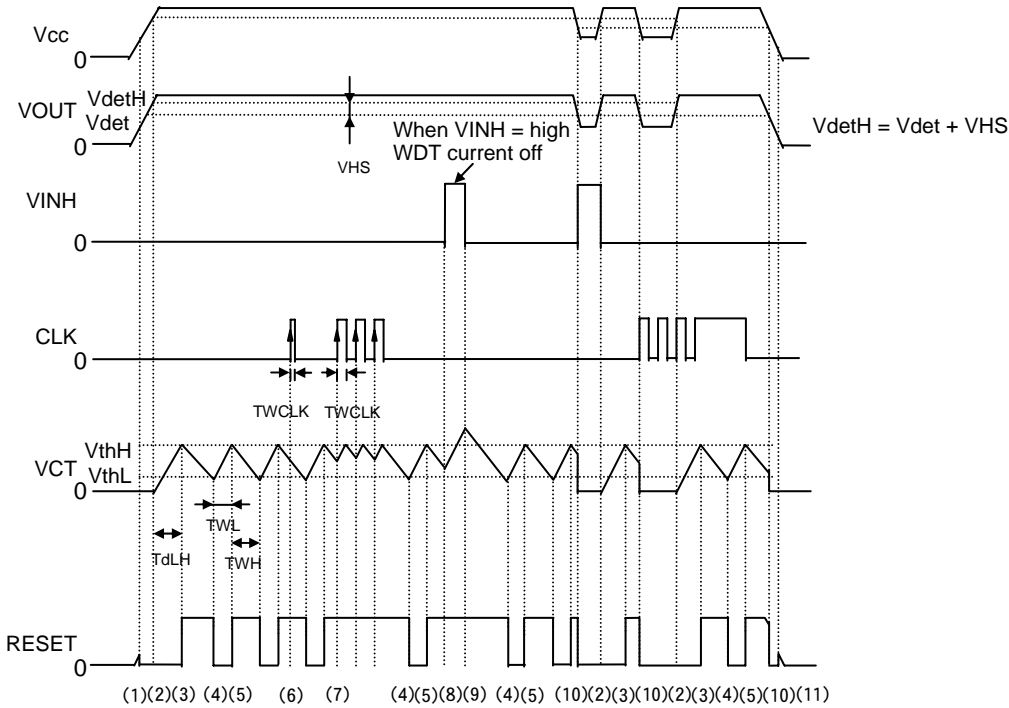 Vcc
0
VOUT
VdetH
Vdet
0
VHS
When VINH = high
WDT current off
VdetH = Vdet + VHS
VINH
0
CLK
0
TWCLK TWCLK
VthH
VCT
VthL
0
TWL
TdLH
TWH
RESET
0
(1)(2)(3) (4)(5) (6) (7) (4)(5)(8)(9) (4)(5) (10)(2)(3)(10)(2)(3)(4)(5)(10)(11)